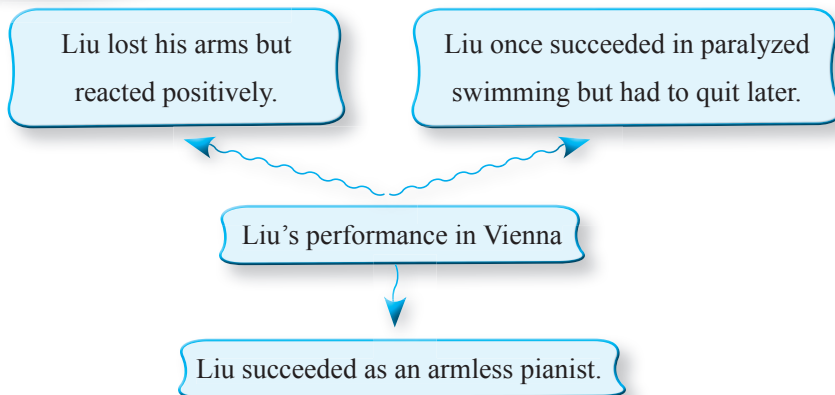 Liu lost his arms but
reacted positively.
Liu once succeeded in paralyzed
swimming but had to quit later.
Liu’s performance in Vienna
Liu succeeded as an armless pianist.